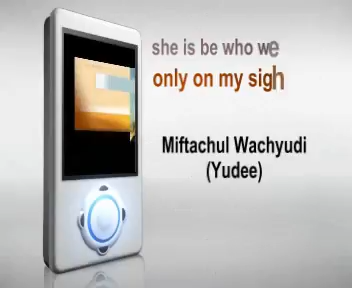 she is be who we
only on my sigh
Miftachul Wachyudi
(Yudee)